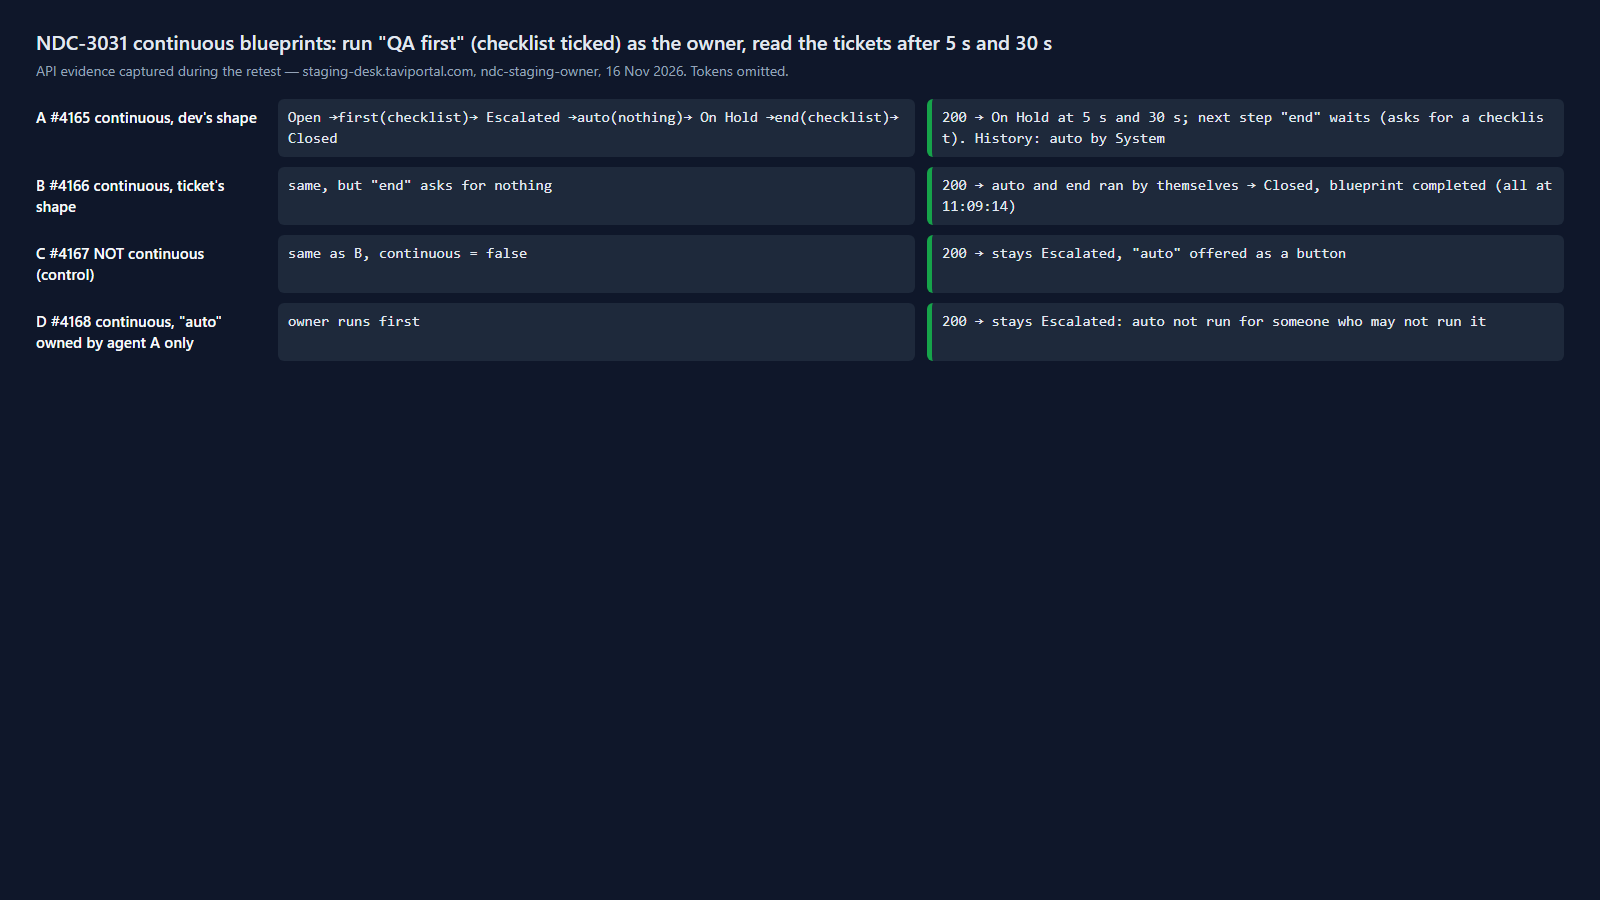 NDC-3031 continuous blueprints: run "QA first" (checklist ticked) as the owner, read the tickets after 5 s and 30 s
API evidence captured during the retest — staging-desk.taviportal.com, ndc-staging-owner, 16 Nov 2026. Tokens omitted.
A #4165 continuous, dev's shape
Open →first(checklist)→ Escalated →auto(nothing)→ On Hold →end(checklist)→
Closed
200 → On Hold at 5 s and 30 s; next step "end" waits (asks for a checklis
t). History: auto by System
B #4166 continuous, ticket's
shape
same, but "end" asks for nothing
200 → auto and end ran by themselves → Closed, blueprint completed (all at
11:09:14)
C #4167 NOT continuous
(control)
same as B, continuous = false
200 → stays Escalated, "auto" offered as a button
D #4168 continuous, "auto"
owned by agent A only
owner runs first
200 → stays Escalated: auto not run for someone who may not run it